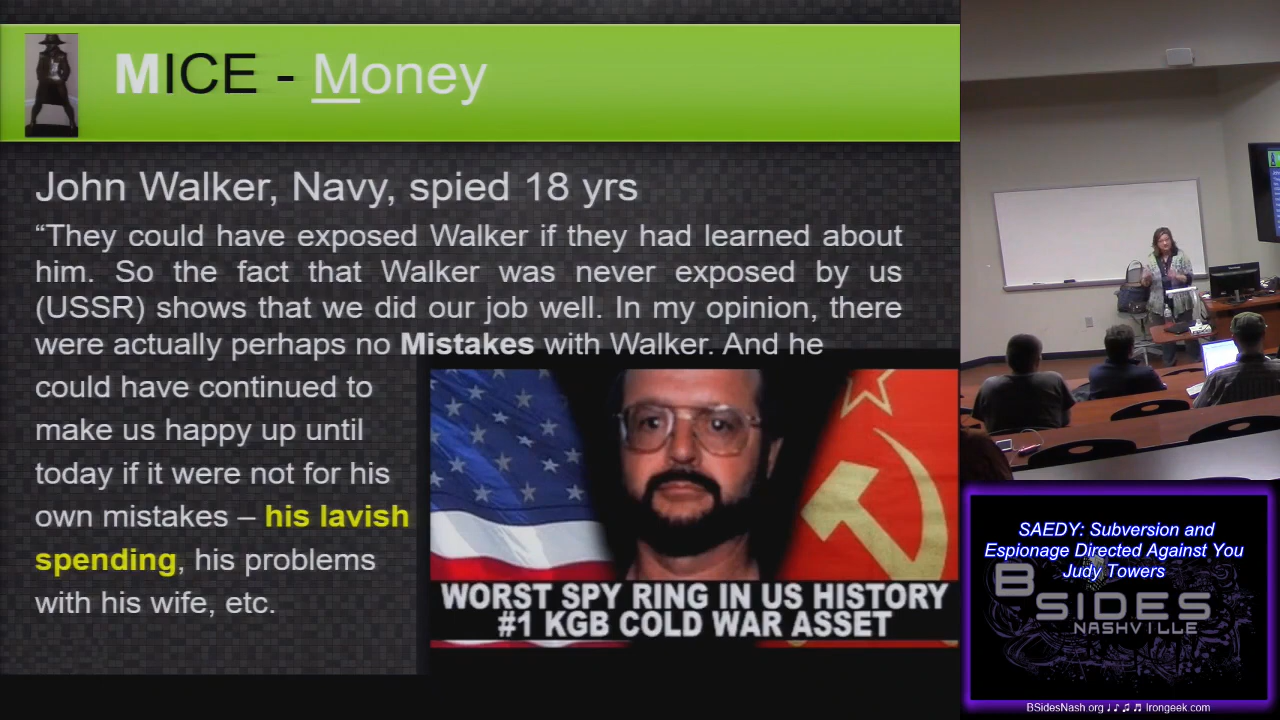 MICE - Money
John Walker, Navy, spied 18 yrs
“They could have exposed Walker if they had learned about
him. So the fact that Walker was never exposed by us
(USSR) shows that we did our job well. In my opinion, there
were actually perhaps no Mistakes with Walker. And he
could have continued to
make us happy up until
today if it were not for his
own mistakes – his lavish
spending, his problems
with his wife, etc.
WORST SPY RING IN US HISTORY
#1 KGB COLD WAR ASSET
SAEDY: Subversion and
Espionage Directed Against You
Judy Towers
BSIDES
NASHVILLE
BSidesNash.org ♩ ♪ ♫ ♬ Irongeek.com